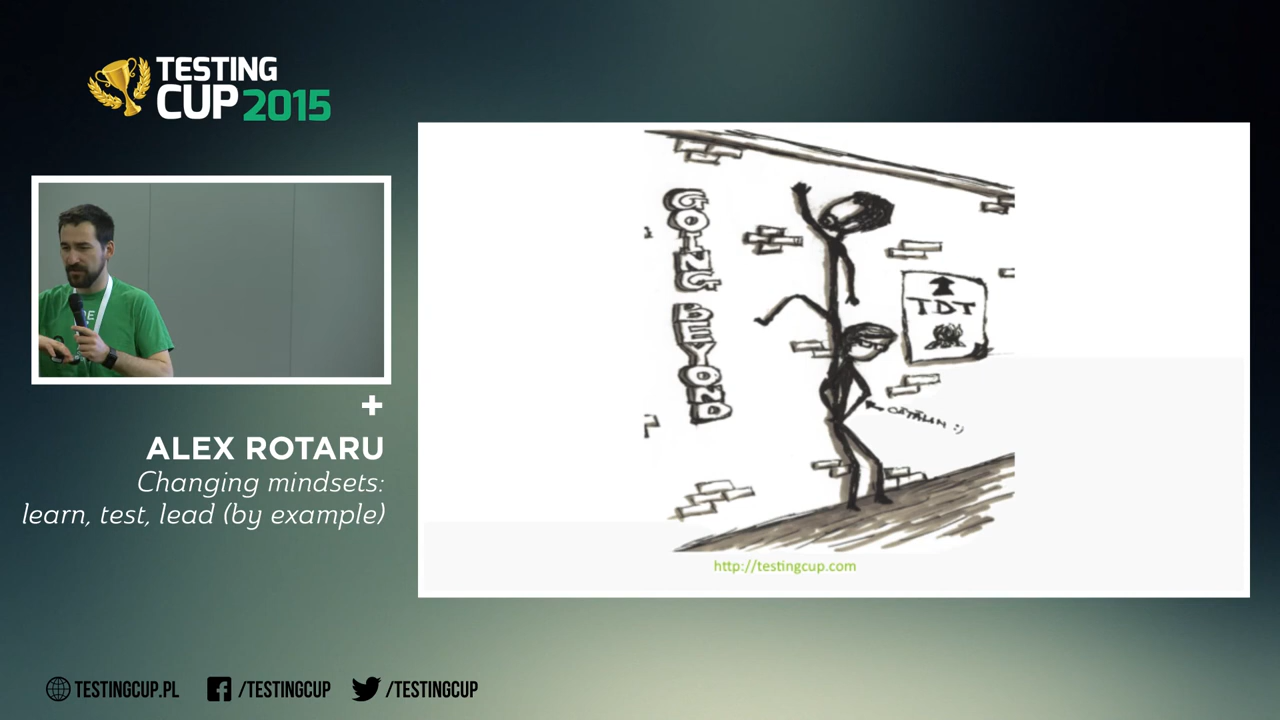 TESTING
CUP 2015
+
ALEX ROTARU
Changing mindsets:
learn, test, lead (by example)
GOING BEYOND
TDT
CĂTĂLIN :)
http://testingcup.com
TESTINGCUP.PL
/TESTINGCUP
/TESTINGCUP